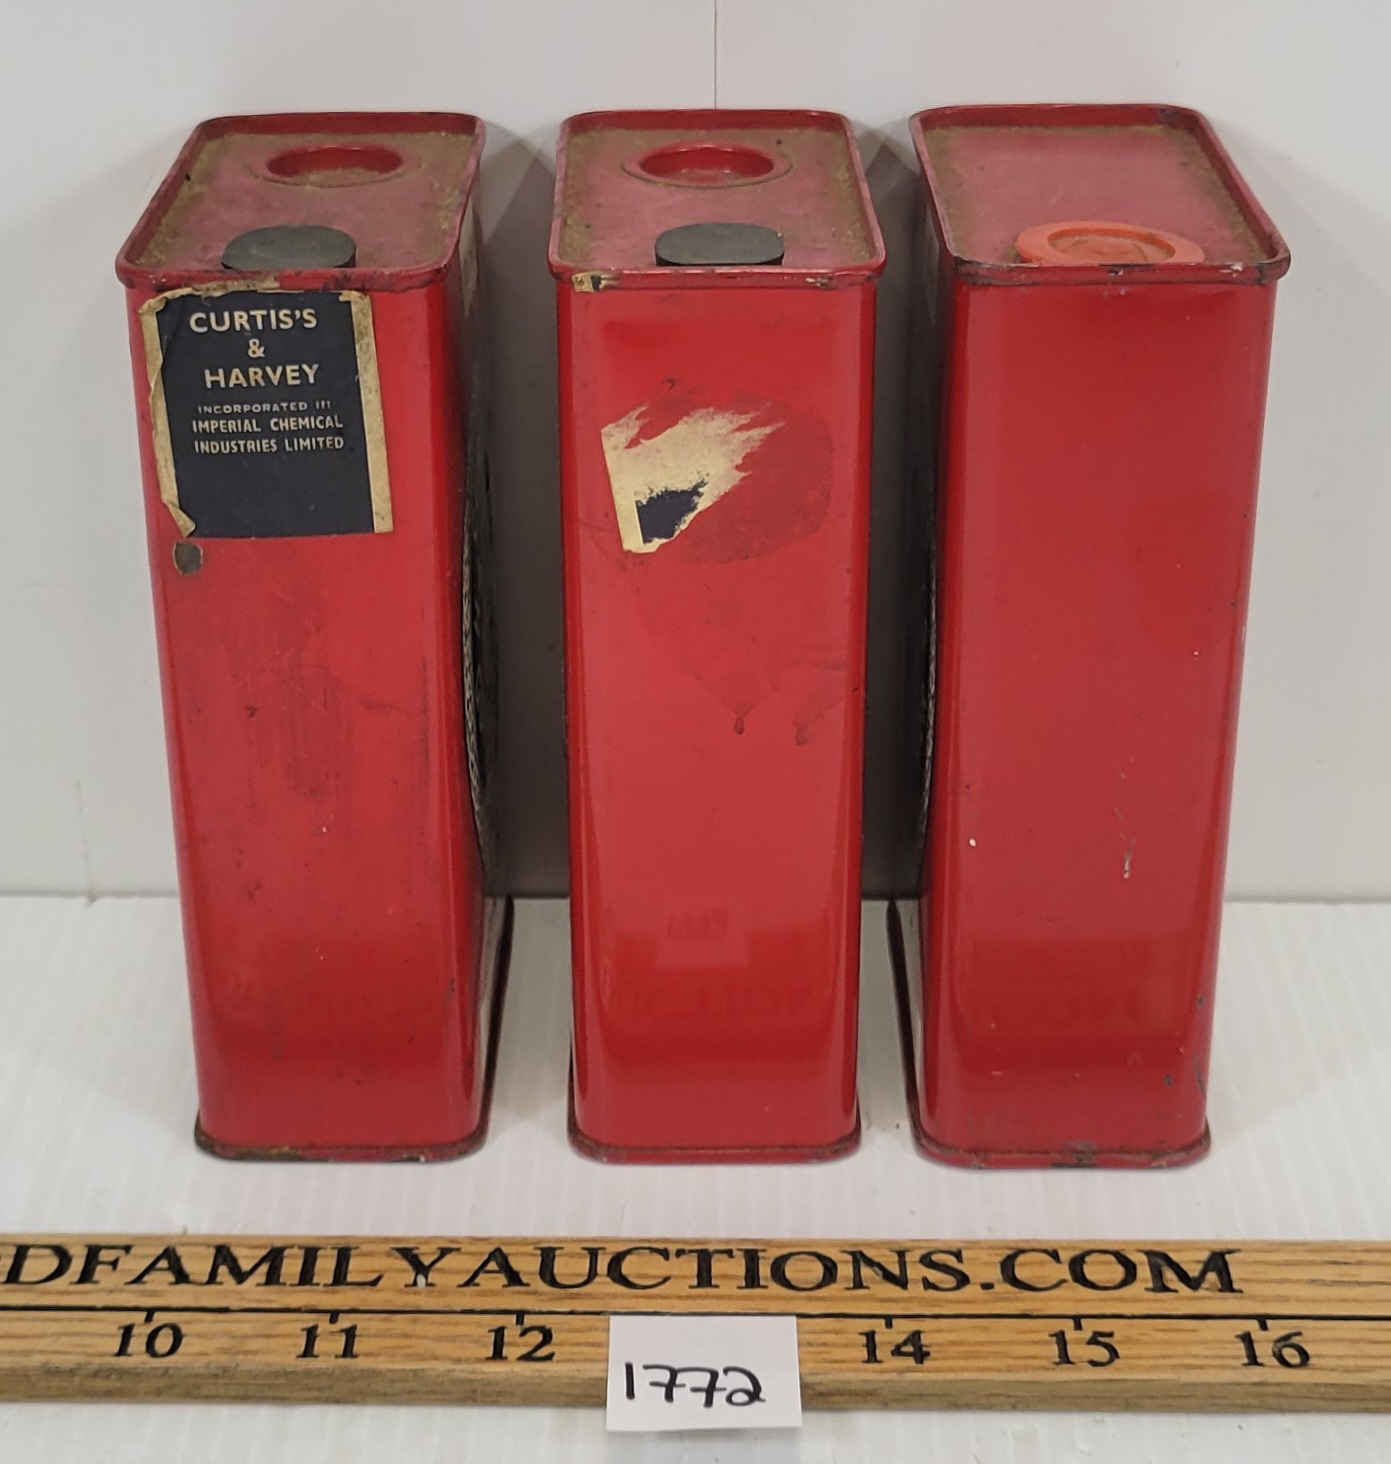 CURTIS'S
&
HARVEY
INCORPORATED IN
IMPERIAL CHEMICAL
INDUSTRIES LIMITED
DFAMILYAUCTIONS.COM
10 11 12 14 15 16
1772